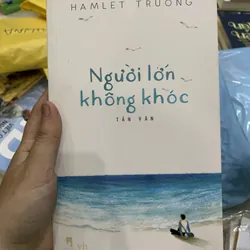 HAMLET TRƯƠNG
Người lớn
không khóc
TẢN VĂN